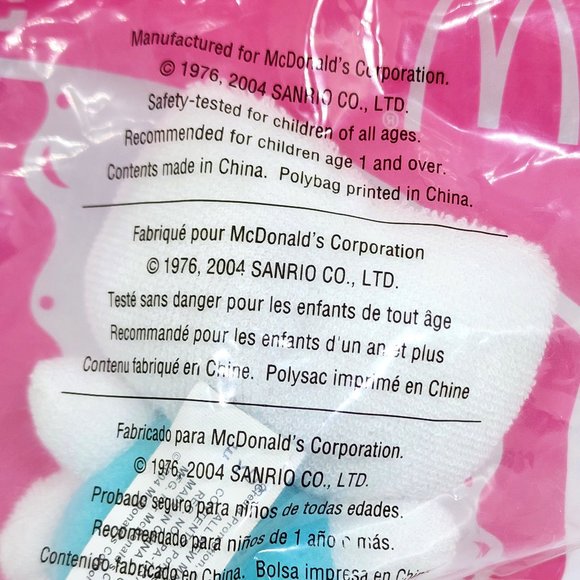 Manufactured for McDonald's Corporation.
© 1976, 2004 SANRIO CO., LTD.
Safety-tested for children of all ages.
Recommended for children age 1 and over.
Contents made in China. Polybag printed in China.
Fabriqué pour McDonald's Corporation
© 1976, 2004 SANRIO CO., LTD.
Testé sans danger pour les enfants de tout âge
Recommandé pour les enfants d'un an et plus
Contenu fabriqué en Chine. Polysac imprimé en Chine
Fabricado para McDonald's Corporation.
© 1976, 2004 SANRIO CO., LTD.
Probado seguro para niños de todas edades.
Recomendado para niños de 1 año o más.
Contenido fabricado en China. Bolsa impresa en China